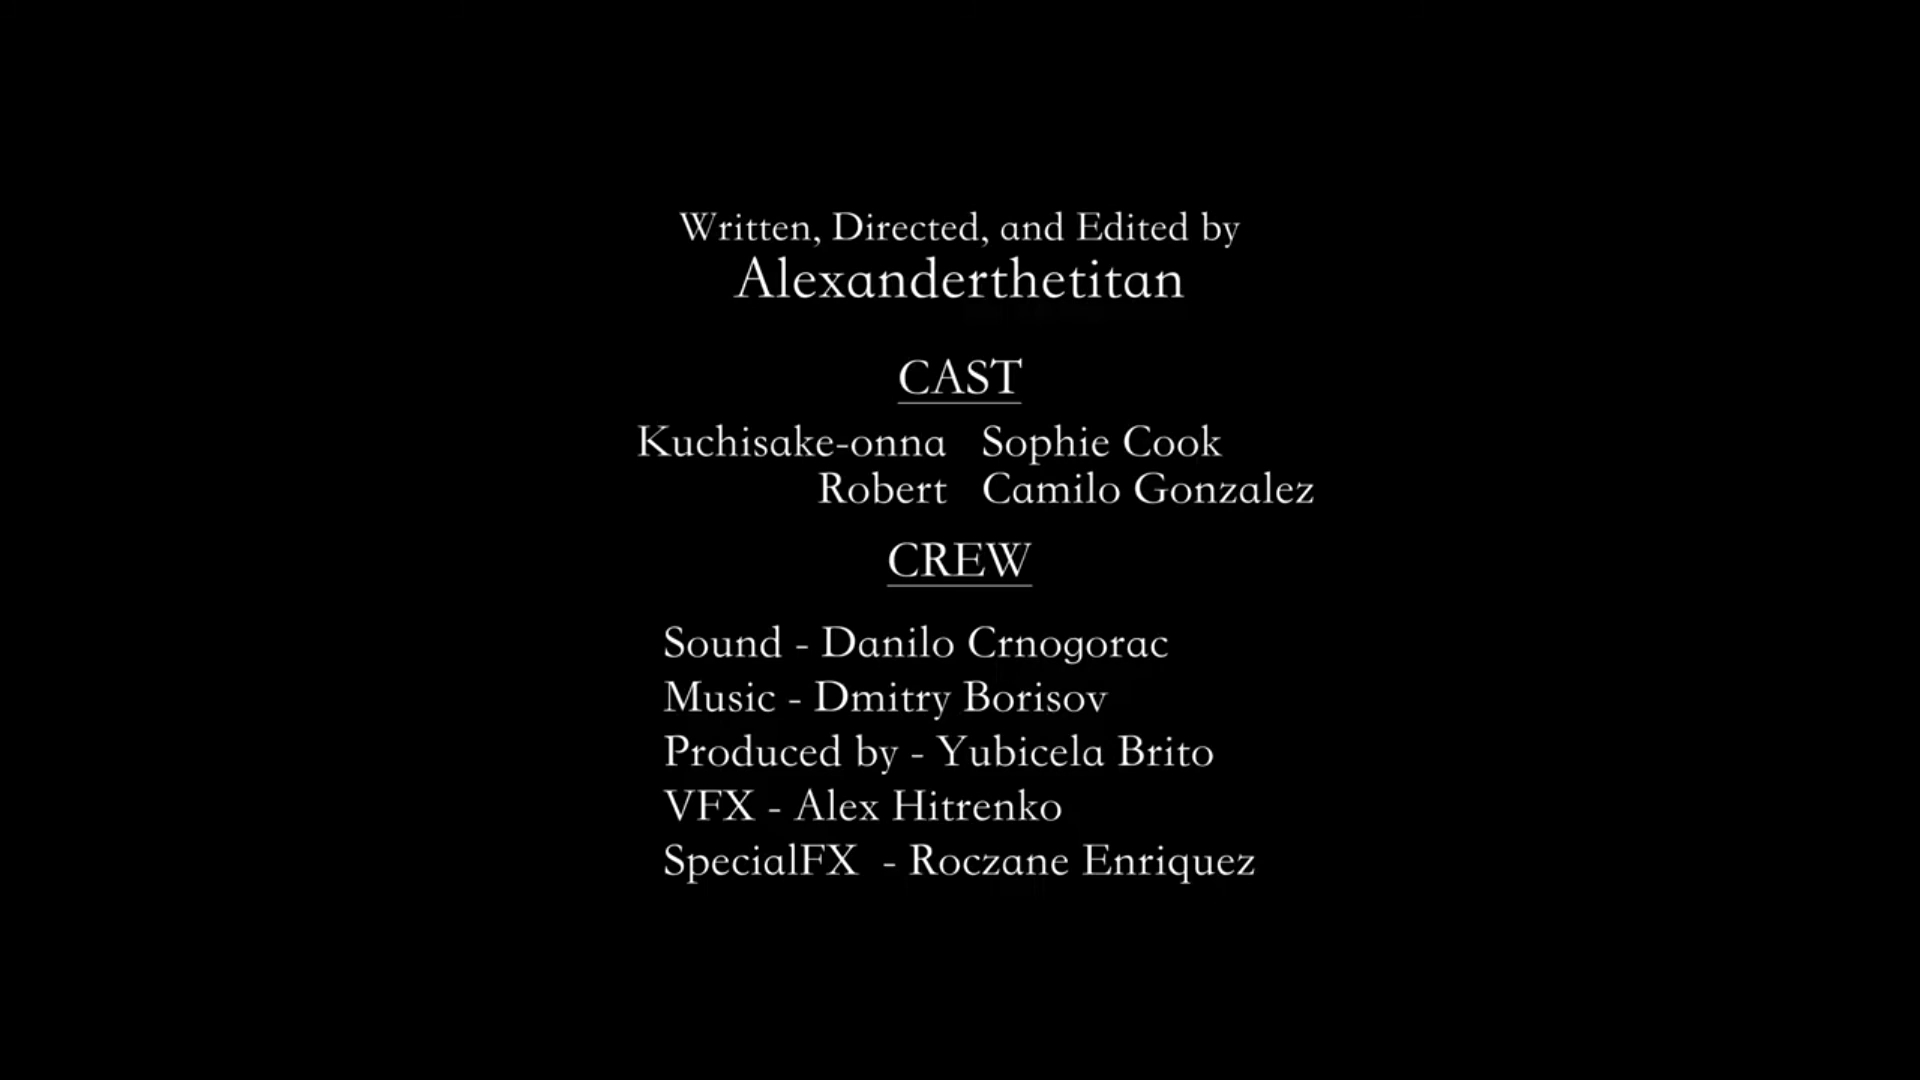 Written, Directed, and Edited by
Alexanderthetitan
CAST
Kuchisake-onna Sophie Cook
Robert Camilo Gonzalez
CREW
Sound - Danilo Crnogorac
Music - Dmitry Borisov
Produced by - Yubicela Brito
VFX - Alex Hitrenko
SpecialFX - Roczane Enriquez